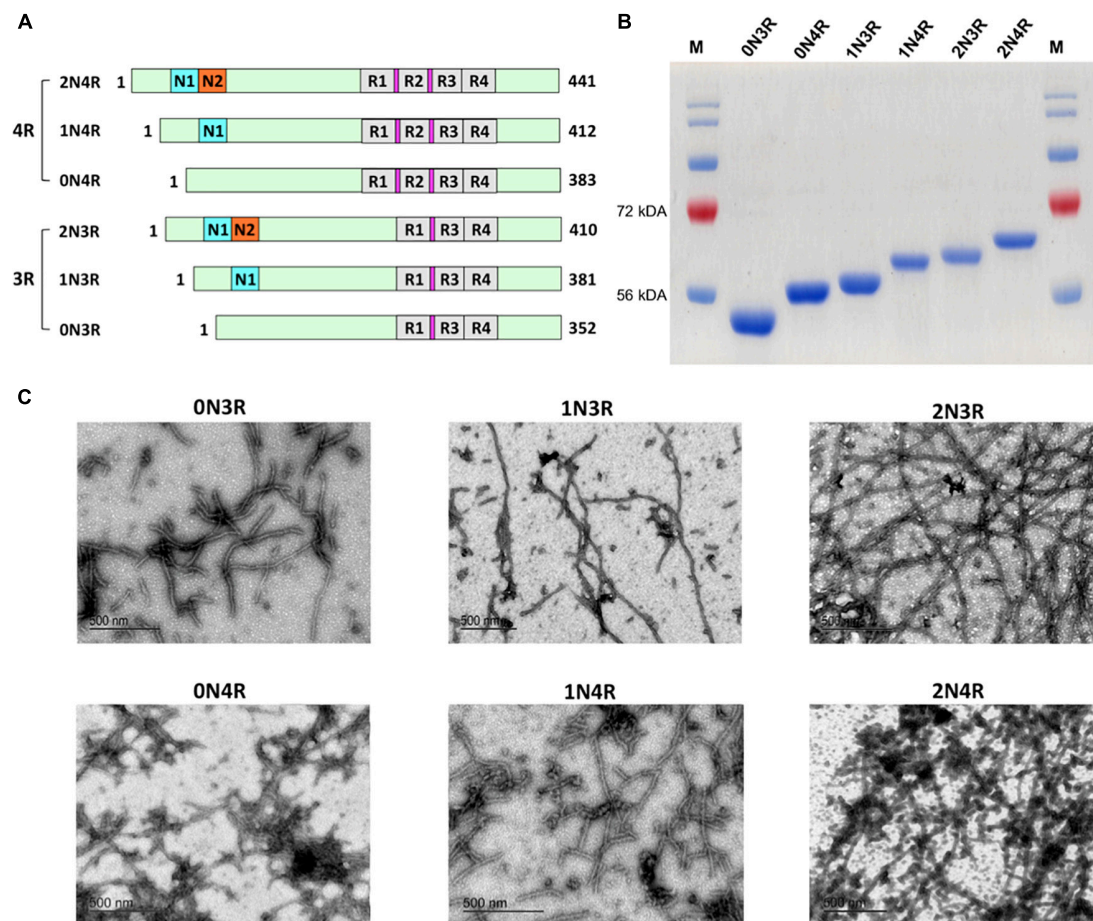 A
4R
2N4R 1 N1 N2 R1 R2 R3 R4 441
1N4R 1 N1 R1 R2 R3 R4 412
0N4R 1 R1 R2 R3 R4 383
3R
2N3R 1 N1 N2 R1 R3 R4 410
1N3R 1 N1 R1 R3 R4 381
0N3R 1 R1 R3 R4 352
B
M 0N3R 0N4R 1N3R 1N4R 2N3R 2N4R M
72 kDA
56 kDA
C
0N3R 1N3R 2N3R
500 nm 500 nm 500 nm
0N4R 1N4R 2N4R
500 nm 500 nm 500 nm